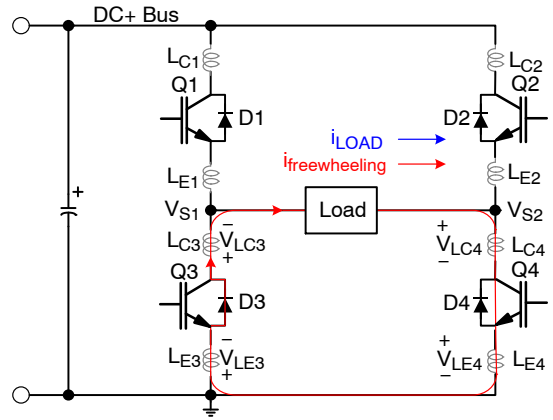 DC+ Bus
LC1
LC2
Q1
Q2
D1
D2
iLOAD
ifreewheeling
LE1
LE2
VS1
Load
VS2
−
+
LC3
VLC3
VLC4
LC4
+
−
Q3
Q4
D3
D4
−
+
LE3
VLE3
VLE4
LE4
+
−
+